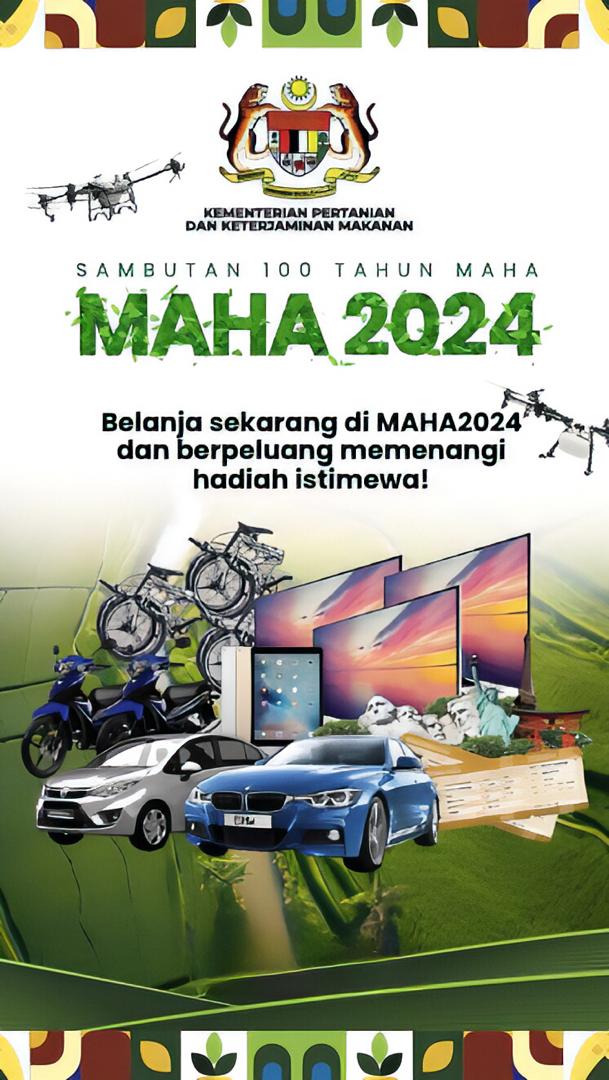 KEMENTERIAN PERTANIAN
DAN KETERJAMINAN MAKANAN
SAMBUTAN 100 TAHUN MAHA
MAHA 2024
Belanja sekarang di MAHA2024
dan berpeluang memenangi
hadiah istimewa!